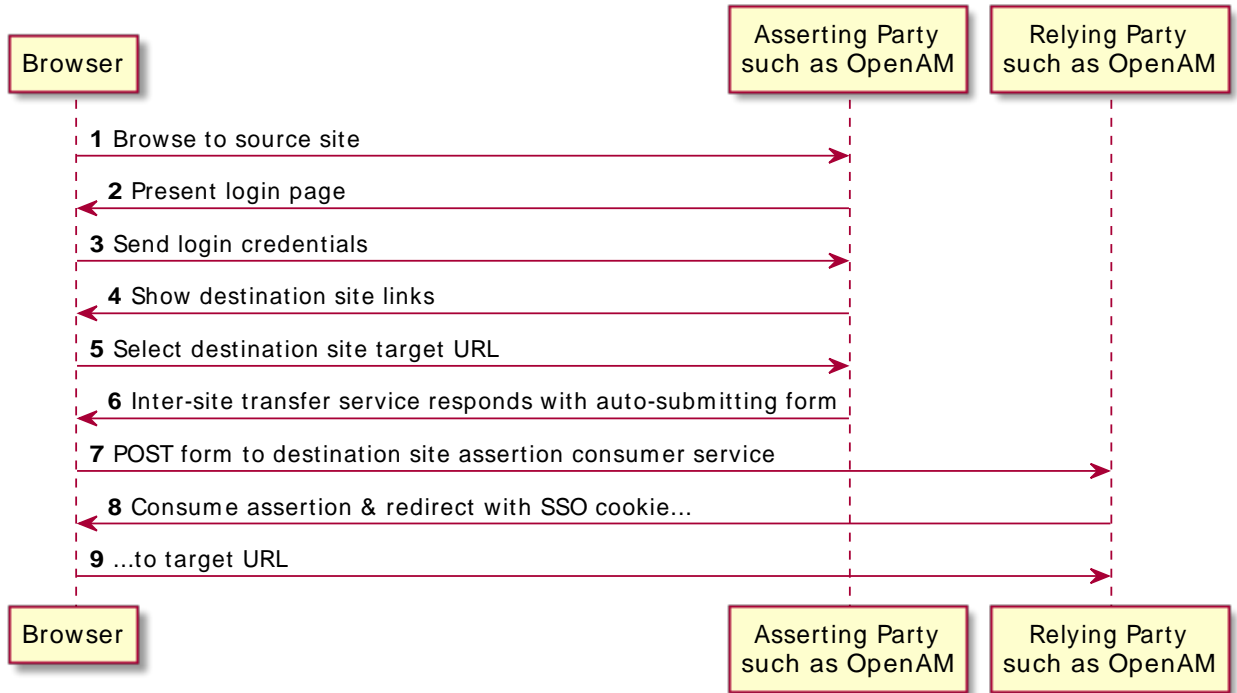 Browser
Asserting Party
such as OpenAM
Relying Party
such as OpenAM
1 Browse to source site
2 Present login page
3 Send login credentials
4 Show destination site links
5 Select destination site target URL
6 Inter-site transfer service responds with auto-submitting form
7 POST form to destination site assertion consumer service
8 Consume assertion & redirect with SSO cookie...
9 ...to target URL
Browser
Asserting Party
such as OpenAM
Relying Party
such as OpenAM